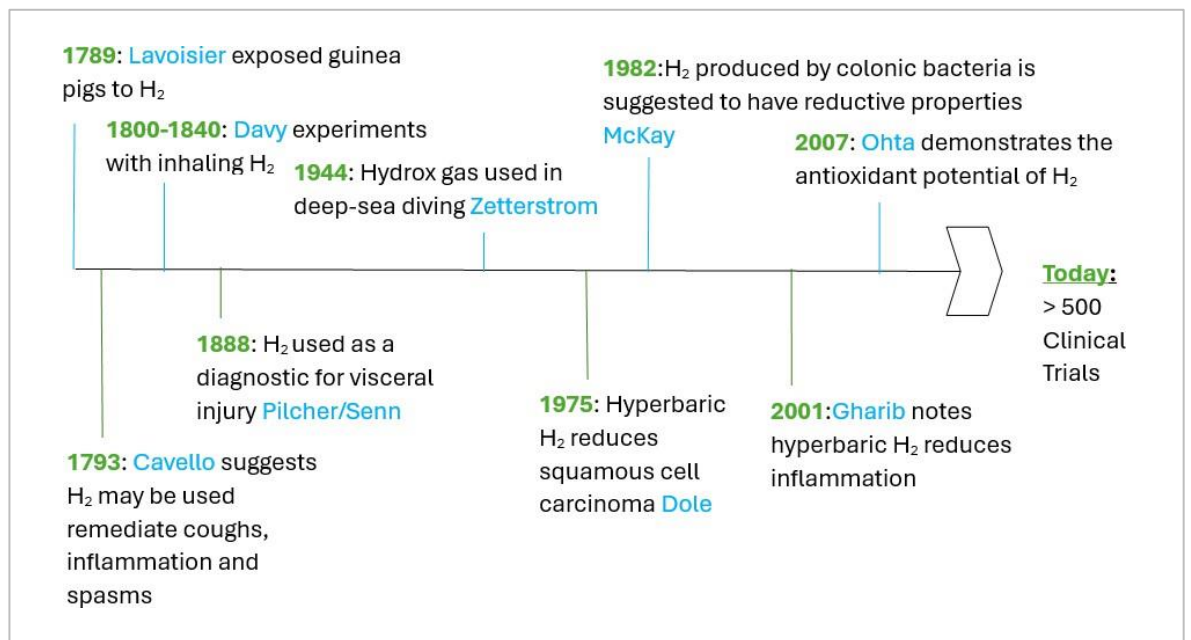 1789: Lavoisier exposed guinea
pigs to H₂
1800-1840: Davy experiments
with inhaling H₂
1944: Hydrox gas used in
deep-sea diving Zetterstrom
1982:H₂ produced by colonic bacteria is
suggested to have reductive properties
McKay
2007: Ohta demonstrates the
antioxidant potential of H₂
Today:
> 500
Clinical
Trials
1888: H₂ used as a
diagnostic for visceral
injury Pilcher/Senn
1793: Cavello suggests
H₂ may be used
remediate coughs,
inflammation and
spasms
1975: Hyperbaric
H₂ reduces
squamous cell
carcinoma Dole
2001:Gharib notes
hyperbaric H₂ reduces
inflammation